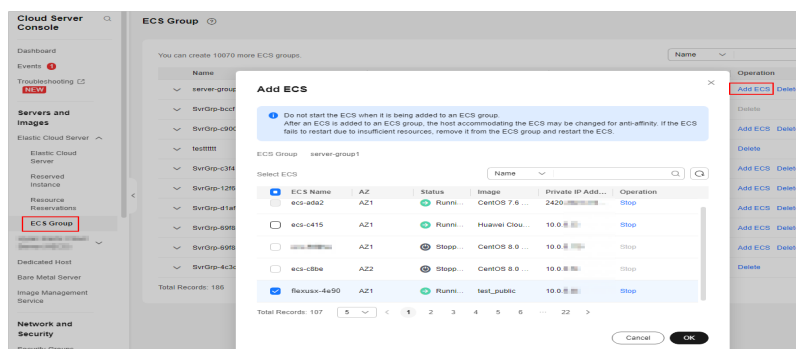 Cloud Server Console
ECS Group
Dashboard
Events 1
Troubleshooting
NEW
Servers and Images
Elastic Cloud Server
Elastic Cloud Server
Reserved Instance
Resource Reservations
ECS Group
Dedicated Host
Bare Metal Server
Image Management Service
Network and Security
Security Groups
You can create 10070 more ECS groups.
Name
Name
Operation
server-group
Add ECS Delet
SvrGrp-bccf
Delete
SvrGrp-c900
Add ECS Delet
Delete
SvrGrp-c3f4
Add ECS Delet
SvrGrp-12f6
Add ECS Delet
SvrGrp-d1af
Add ECS Delet
SvrGrp-69f8
Add ECS Delet
SvrGrp-69f8
Add ECS Delet
SvrGrp-4c3c
Delete
Total Records: 186
Add ECS
Do not start the ECS when it is being added to an ECS group.
After an ECS is added to an ECS group, the host accommodating the ECS may be changed for anti-affinity. If the ECS
fails to restart due to insufficient resources, remove it from the ECS group and restart the ECS.
ECS Group server-group1
Select ECS
Name
ECS Name AZ Status Image Private IP Add... Operation
ecs-ada2 AZ1 Runni... CentOS 7.6 ... 2420. Stop
ecs-c415 AZ1 Runni... Huawei Clou... 10.0. Stop
AZ1 Stopp... CentOS 8.0 ... 10.0. Stop
ecs-c8be AZ2 Stopp... CentOS 8.0 ... 10.0. Stop
flexusx-4e90 AZ1 Runni... test_public 10.0. Stop
Total Records: 107 5 1 2 3 4 5 6 ... 22
Cancel OK